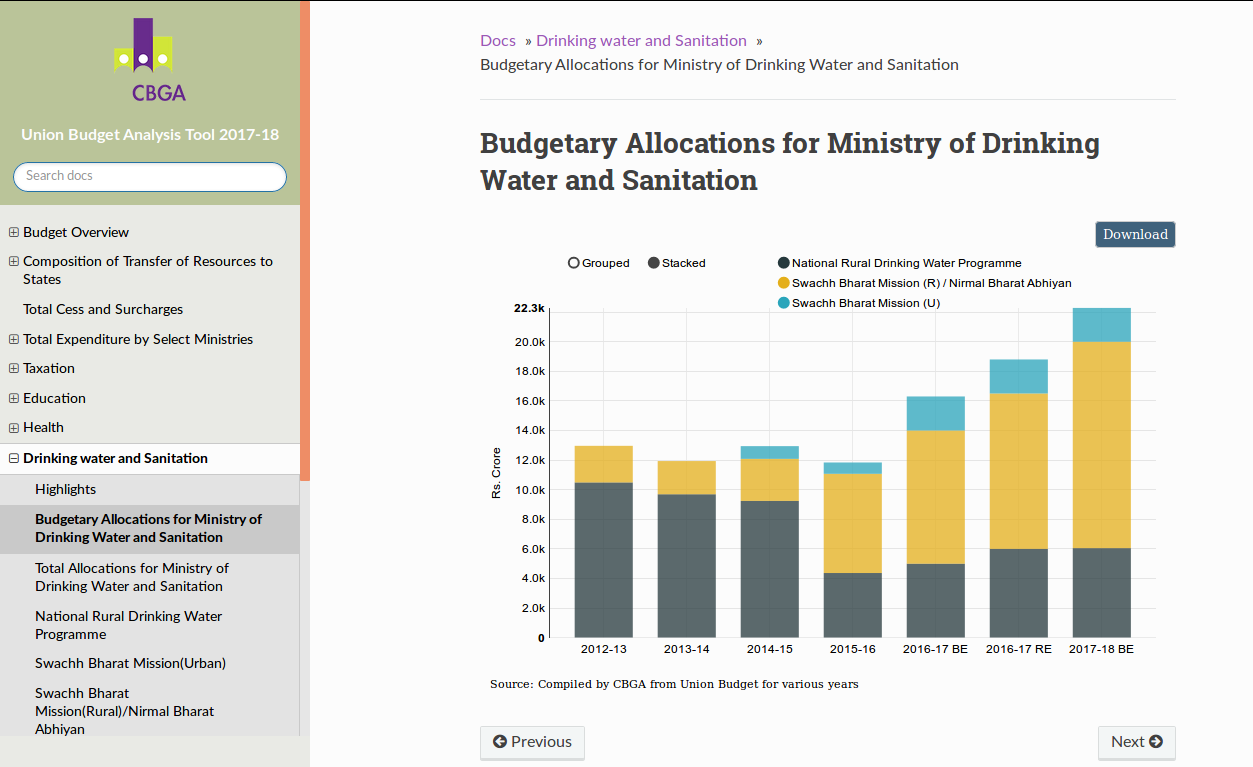 CBGA
Union Budget Analysis Tool 2017-18
Search docs
Budget Overview
Composition of Transfer of Resources to
States
Total Cess and Surcharges
Total Expenditure by Select Ministries
Taxation
Education
Health
Drinking water and Sanitation
Highlights
Budgetary Allocations for Ministry of
Drinking Water and Sanitation
Total Allocations for Ministry of
Drinking Water and Sanitation
National Rural Drinking Water
Programme
Swachh Bharat Mission(Urban)
Swachh Bharat
Mission(Rural)/Nirmal Bharat
Abhiyan
Docs » Drinking water and Sanitation »
Budgetary Allocations for Ministry of Drinking Water and Sanitation
Budgetary Allocations for Ministry of Drinking
Water and Sanitation
Download
Grouped Stacked National Rural Drinking Water Programme
Swachh Bharat Mission (R) / Nirmal Bharat Abhiyan
Swachh Bharat Mission (U)
22.3k
20.0k
18.0k
16.0k
14.0k
12.0k
10.0k
8.0k
6.0k
4.0k
2.0k
0
Rs. Crore
2012-13 2013-14 2014-15 2015-16 2016-17 BE 2016-17 RE 2017-18 BE
Source: Compiled by CBGA from Union Budget for various years
Previous Next